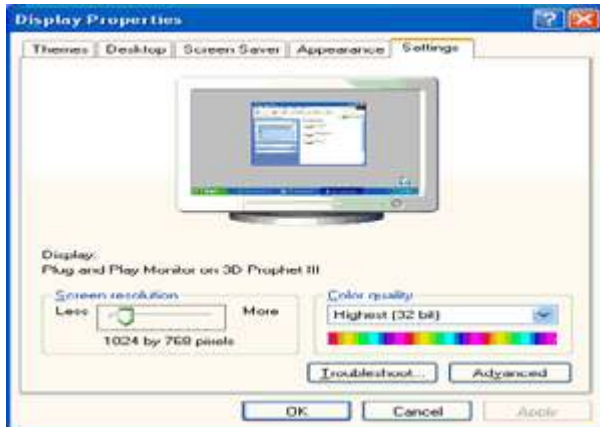 Display Properties
Themes Desktop Screen Saver Appearance Settings
Display:
Plug and Play Monitor on 3D Prophet III
Screen resolution
Less More
1024 by 768 pixels
Color quality
Highest (32 bit)
Troubleshoot... Advanced
OK Cancel Apply